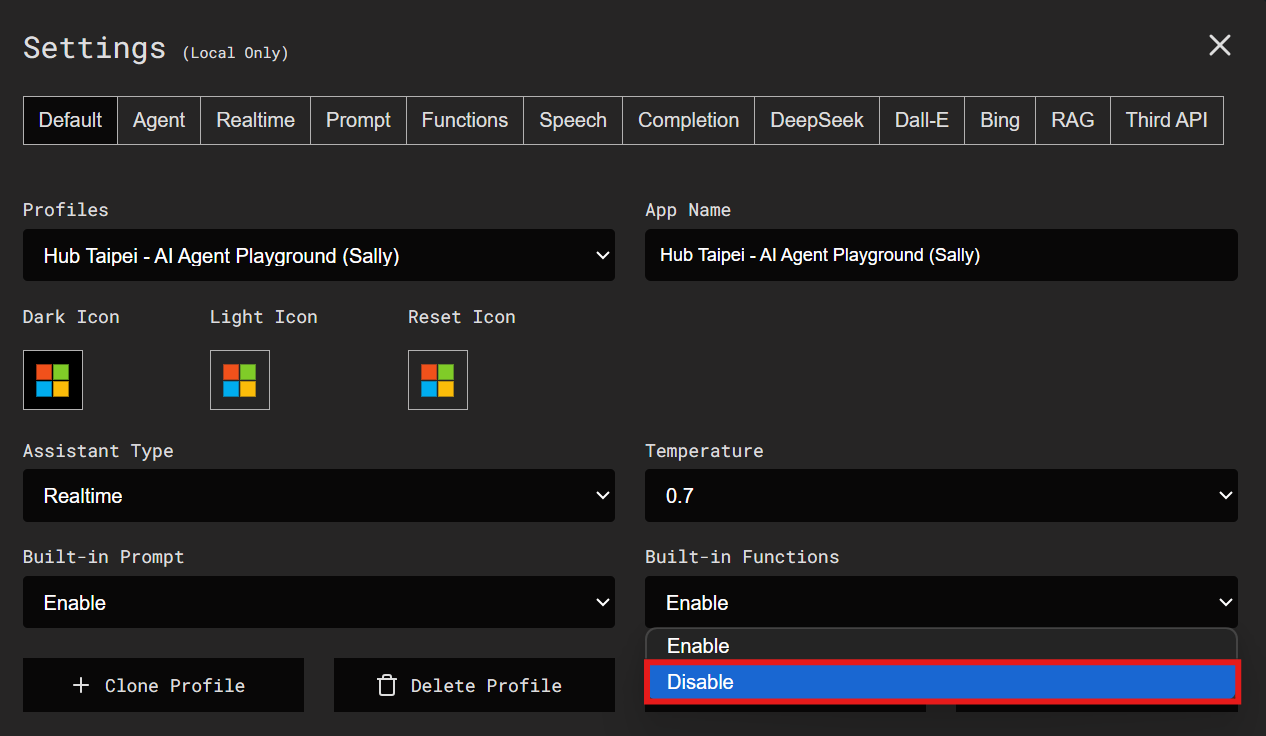 Settings (Local Only)
Default Agent Realtime Prompt Functions Speech Completion DeepSeek Dall-E Bing RAG Third API
Profiles App Name
Hub Taipei - AI Agent Playground (Sally) Hub Taipei - AI Agent Playground (Sally)
Dark Icon Light Icon Reset Icon
Assistant Type Temperature
Realtime 0.7
Built-in Prompt Built-in Functions
Enable Enable
Enable
Disable
+ Clone Profile Delete Profile